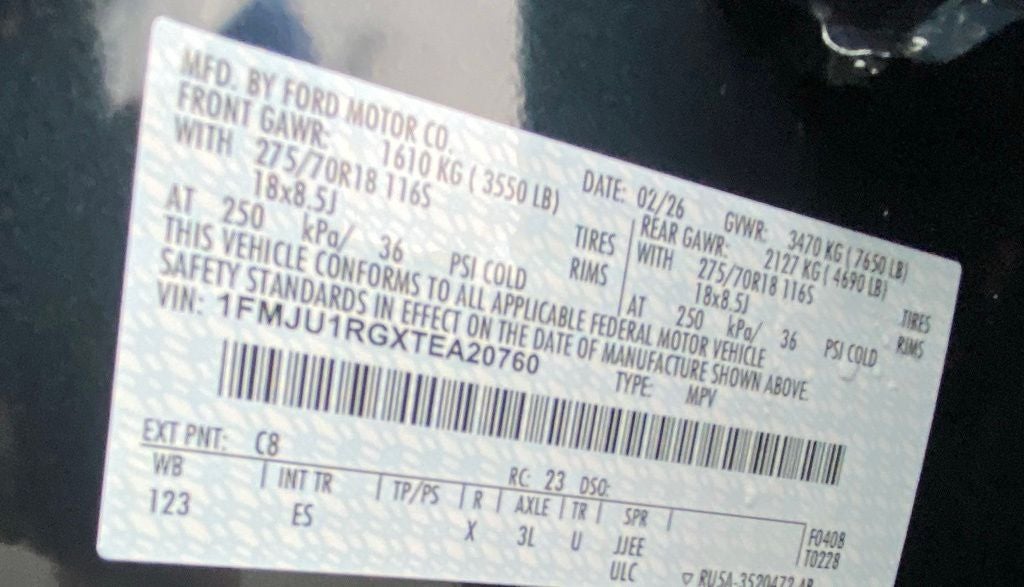 MFD. BY FORD MOTOR CO.
DATE: 02/26 GVWR: 3470 KG ( 7650 LB)
FRONT GAWR: 1610 KG ( 3550 LB)
REAR GAWR: 2127 KG ( 4690 LB)
WITH 275/70R18 116S TIRES
WITH 275/70R18 116S TIRES
18x8.5J RIMS
18x8.5J RIMS
AT 250 kPa/ 36 PSI COLD
AT 250 kPa/ 36 PSI COLD
THIS VEHICLE CONFORMS TO ALL APPLICABLE FEDERAL MOTOR VEHICLE
SAFETY STANDARDS IN EFFECT ON THE DATE OF MANUFACTURE SHOWN ABOVE.
VIN: 1FMJU1RGXTEA20760
TYPE: MPV
EXT PNT: C8 RC: 23 DSO:
WB INT TR TP/PS R AXLE TR SPR
123 ES X 3L U JJEE
ULC
F0408
T0228
RU5A-3520472 AB